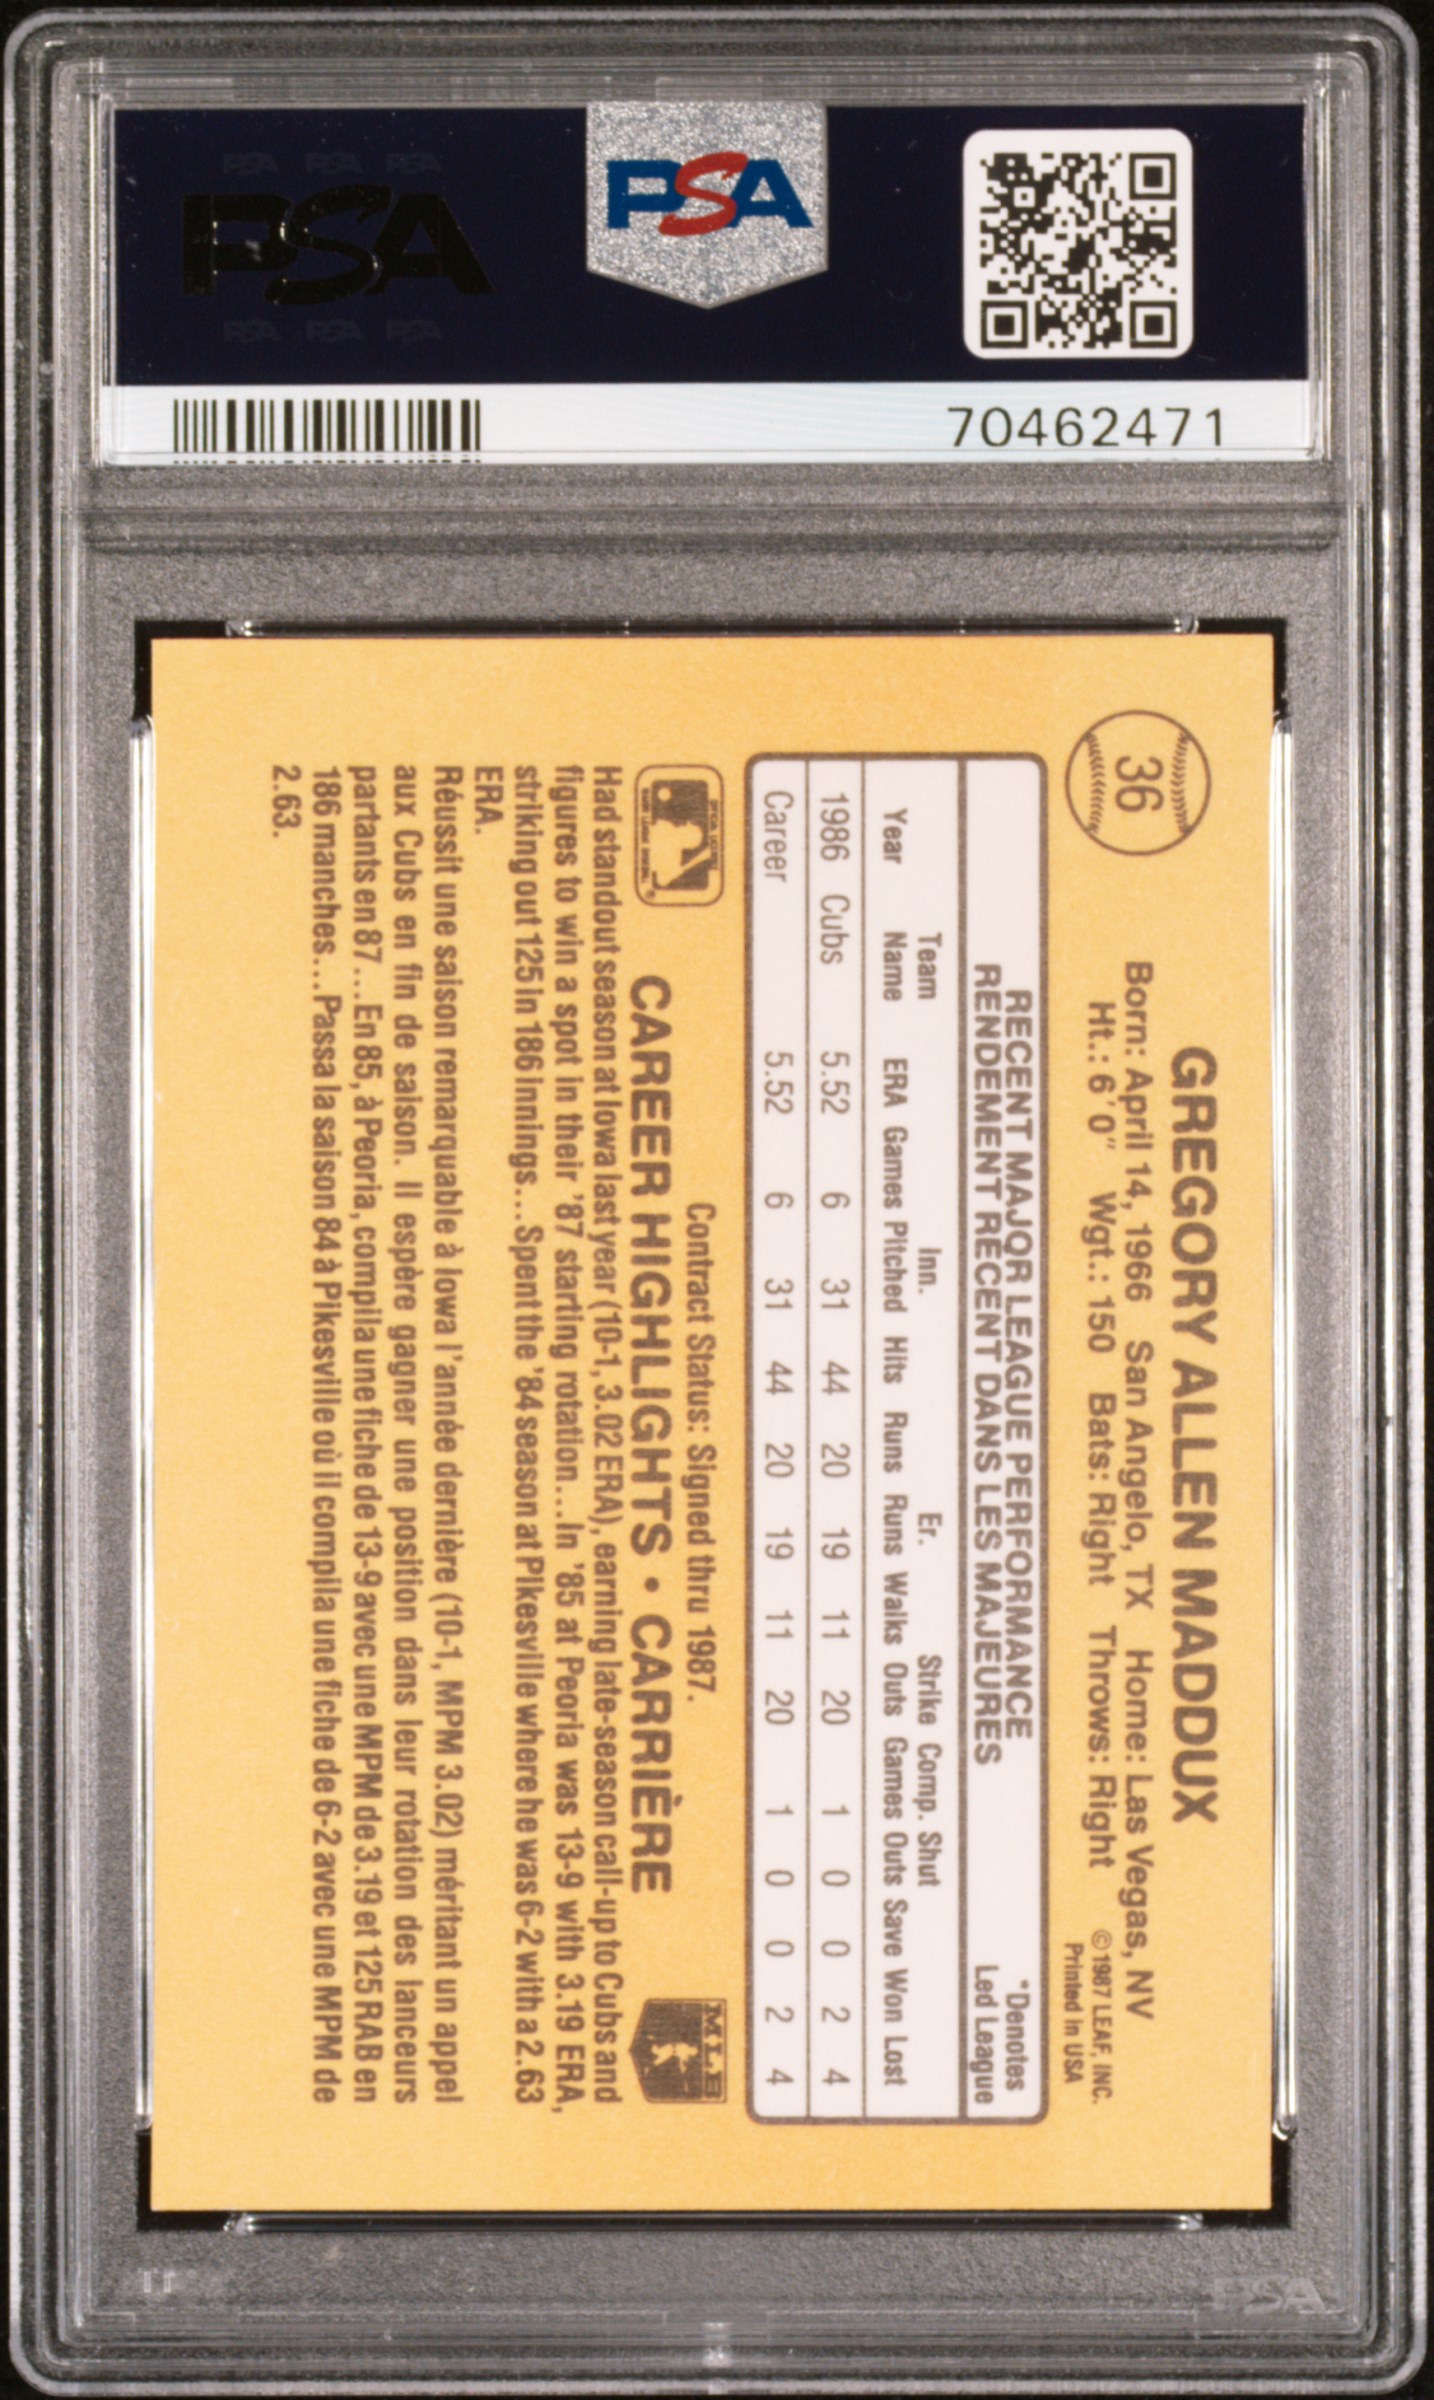 PSA PSA PSA
PSA
PSA PSA PSA
PSA
70462471
36
GREGORY ALLEN MADDUX
Born: April 14, 1966 San Angelo, TX Home: Las Vegas, NV
Ht.: 6'0" Wgt.: 150 Bats: Right Throws: Right
©1987 LEAF, INC.
Printed in USA
RECENT MAJOR LEAGUE PERFORMANCE
RENDEMENT RECENT DANS LES MAJEURES
*Denotes
Led League
Team Inn. Er. Strike Comp. Shut
Year Name ERA Games Pitched Hits Runs Runs Walks Outs Games Outs Save Won Lost
1986 Cubs 5.52 6 31 44 20 19 11 20 1 0 0 2 4
Career 5.52 6 31 44 20 19 11 20 1 0 0 2 4
Contract Status: Signed thru 1987.
CAREER HIGHLIGHTS • CARRIÈRE
MLB
Had standout season at Iowa last year (10-1, 3.02 ERA), earning late-season call-up to Cubs and
figures to win a spot in their '87 starting rotation...In '85 at Peoria was 13-9 with 3.19 ERA,
striking out 125 in 186 innings...Spent the '84 season at Pikesville where he was 6-2 with a 2.63
ERA.
Réussit une saison remarquable à Iowa l'année dernière (10-1, MPM 3.02) méritant un appel
aux Cubs en fin de saison. Il espère gagner une position dans leur rotation des lanceurs
partants en 87...En 85, à Peoria, compila une fiche de 13-9 avec une MPM de 3.19 et 125 RAB en
186 manches...Passa la saison 84 à Pikesville où il compila une fiche de 6-2 avec une MPM de
2.63.
PSA